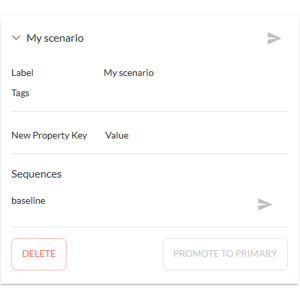 My scenario
Label My scenario
Tags
New Property Key Value
Sequences
baseline
DELETE PROMOTE TO PRIMARY